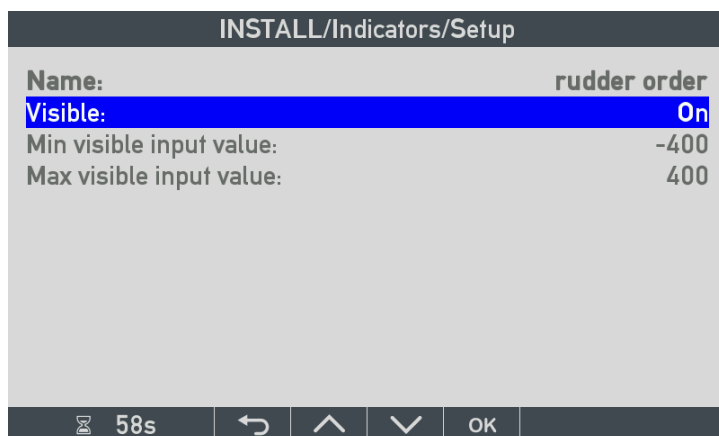 INSTALL/Indicators/Setup
Name: rudder order
Visible: On
Min visible input value: -400
Max visible input value: 400
58s OK